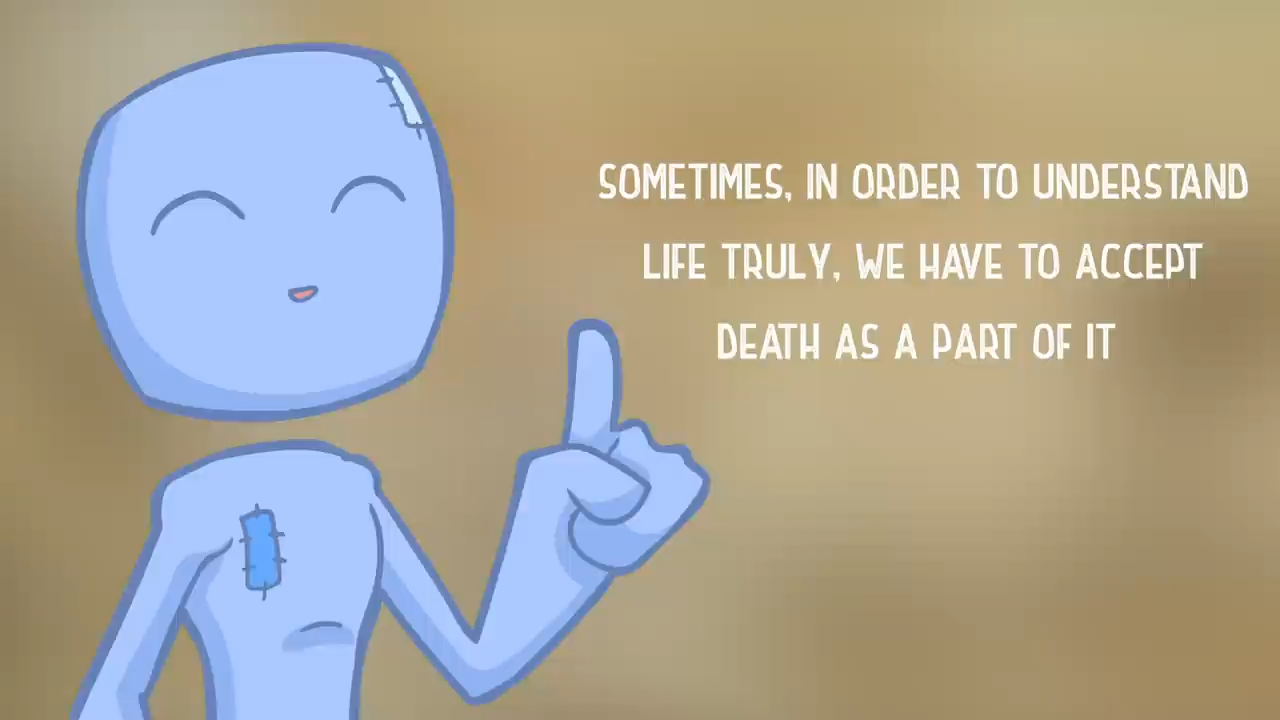 SOMETIMES, IN ORDER TO UNDERSTAND
LIFE TRULY, WE HAVE TO ACCEPT
DEATH AS A PART OF IT